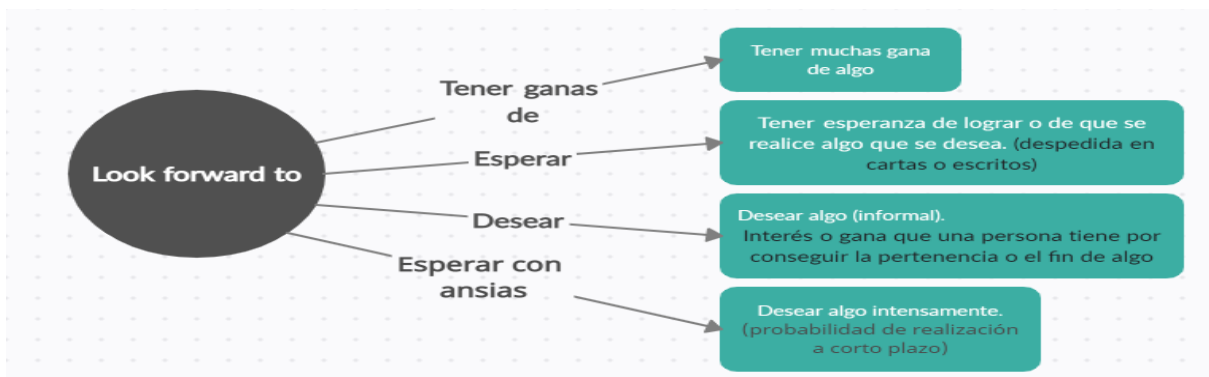 Look forward to
Tener ganas
de
Tener muchas gana
de algo
Esperar
Tener esperanza de lograr o de que se
realice algo que se desea. (despedida en
cartas o escritos)
Desear
Desear algo (informal).
Interés o gana que una persona tiene por
conseguir la pertenencia o el fin de algo
Esperar con
ansias
Desear algo intensamente.
(probabilidad de realización
a corto plazo)